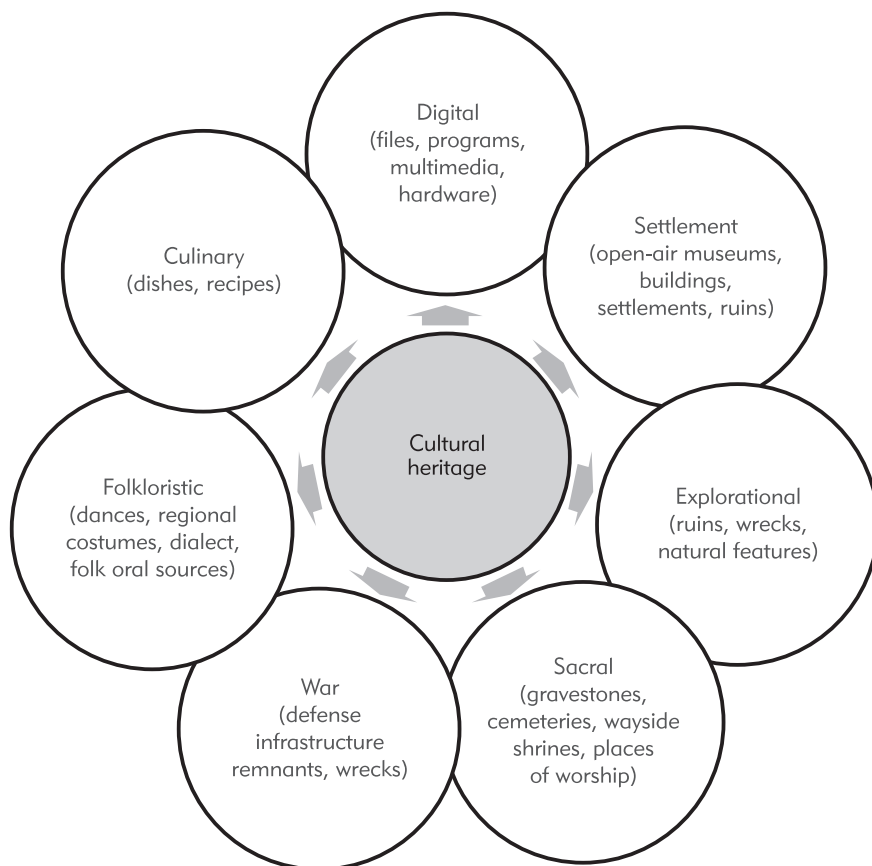 Digital
(files, programs,
multimedia,
hardware)
Settlement
(open-air museums,
buildings,
settlements, ruins)
Culinary
(dishes, recipes)
Cultural
heritage
Folkloristic
(dances, regional
costumes, dialect,
folk oral sources)
Explorational
(ruins, wrecks,
natural features)
War
(defense
infrastructure
remnants, wrecks)
Sacral
(gravestones,
cemeteries, wayside
shrines, places
of worship)